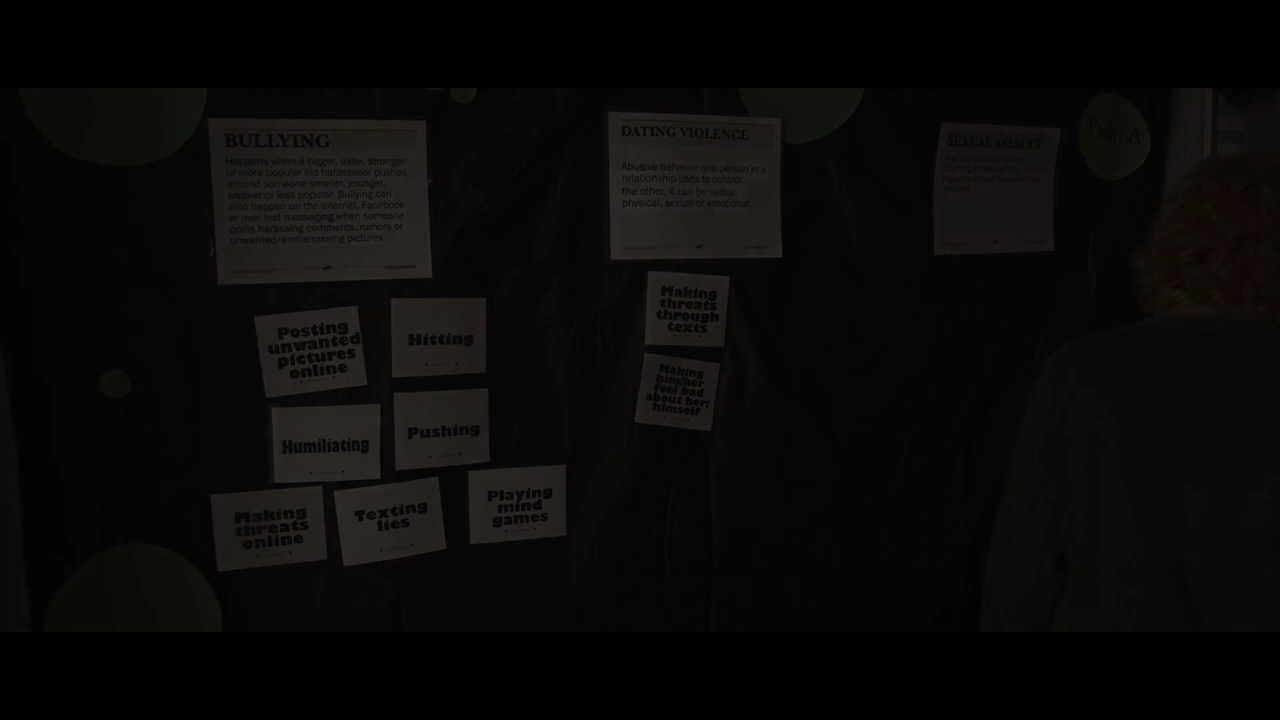 BULLYING
Happens when a bigger, older, stronger
or more popular kid harassesor pushes
around someone smaller, younger,
weaker or less popular. Bullying can
also happen on the internet, Facebook
or over text messaging when someone
posts harassing comments, rumors or
unwanted/embarrassing pictures.
Posting
unwanted
pictures
online
Hitting
Humiliating
Pushing
Making
threats
online
Texting
lies
Playing
mind
games
DATING VIOLENCE
Abusive behavior one person in a
relationship uses to control
the other. It can be verbal,
physical, sexual or emotional.
Making
threats
through
texts
Making
him/her
feel bad
about her/
himself
SEXUAL ASSAULT